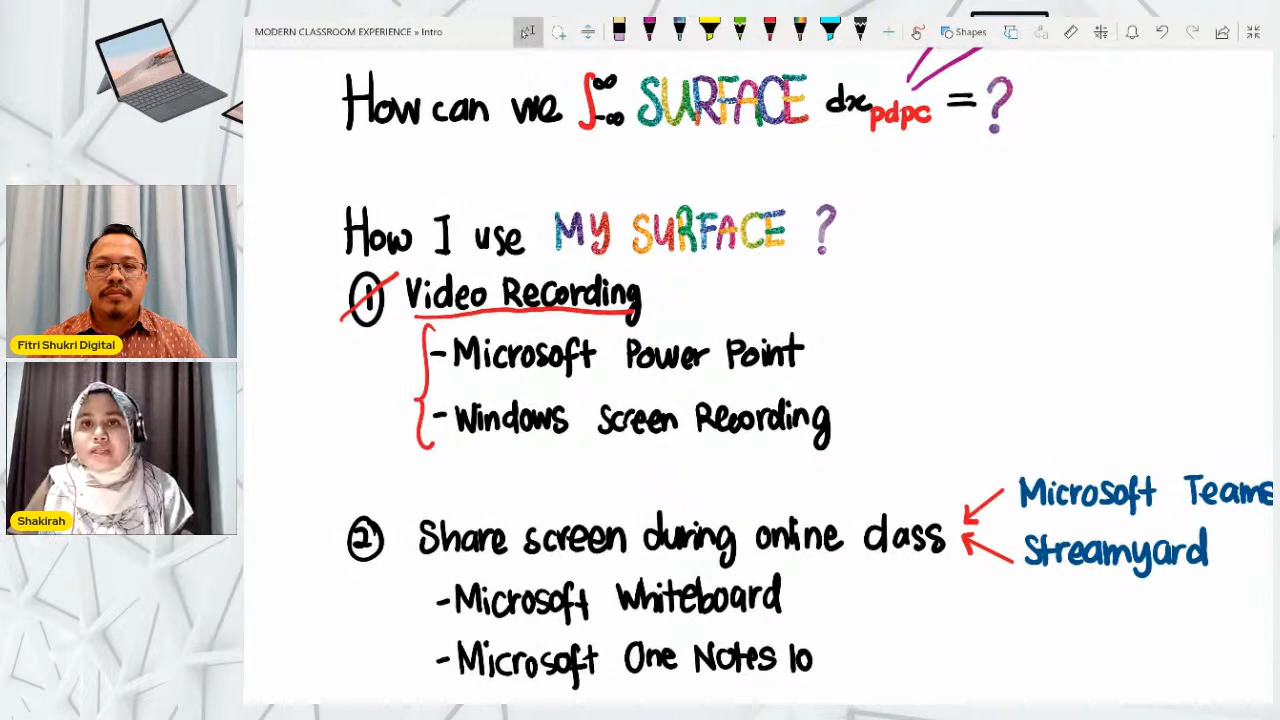 MODERN CLASSROOM EXPERIENCE » Intro
Shapes
How can we ∫∞-∞ SURFACE dx pdpc = ?
How I use MY SURFACE ?
1 Video Recording
- Microsoft Power Point
- Windows Screen Recording
2 Share screen during online class
Microsoft Teams
Streamyard
- Microsoft Whiteboard
- Microsoft One Notes 10
Fitri Shukri Digital
Shakirah